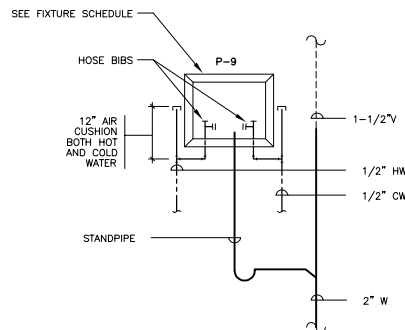 SEE FIXTURE SCHEDULE
P-9
HOSE BIBS
12" AIR
CUSHION
BOTH HOT
AND COLD
WATER
1-1/2"V
1/2" HW
1/2" CW
STANDPIPE
2" W